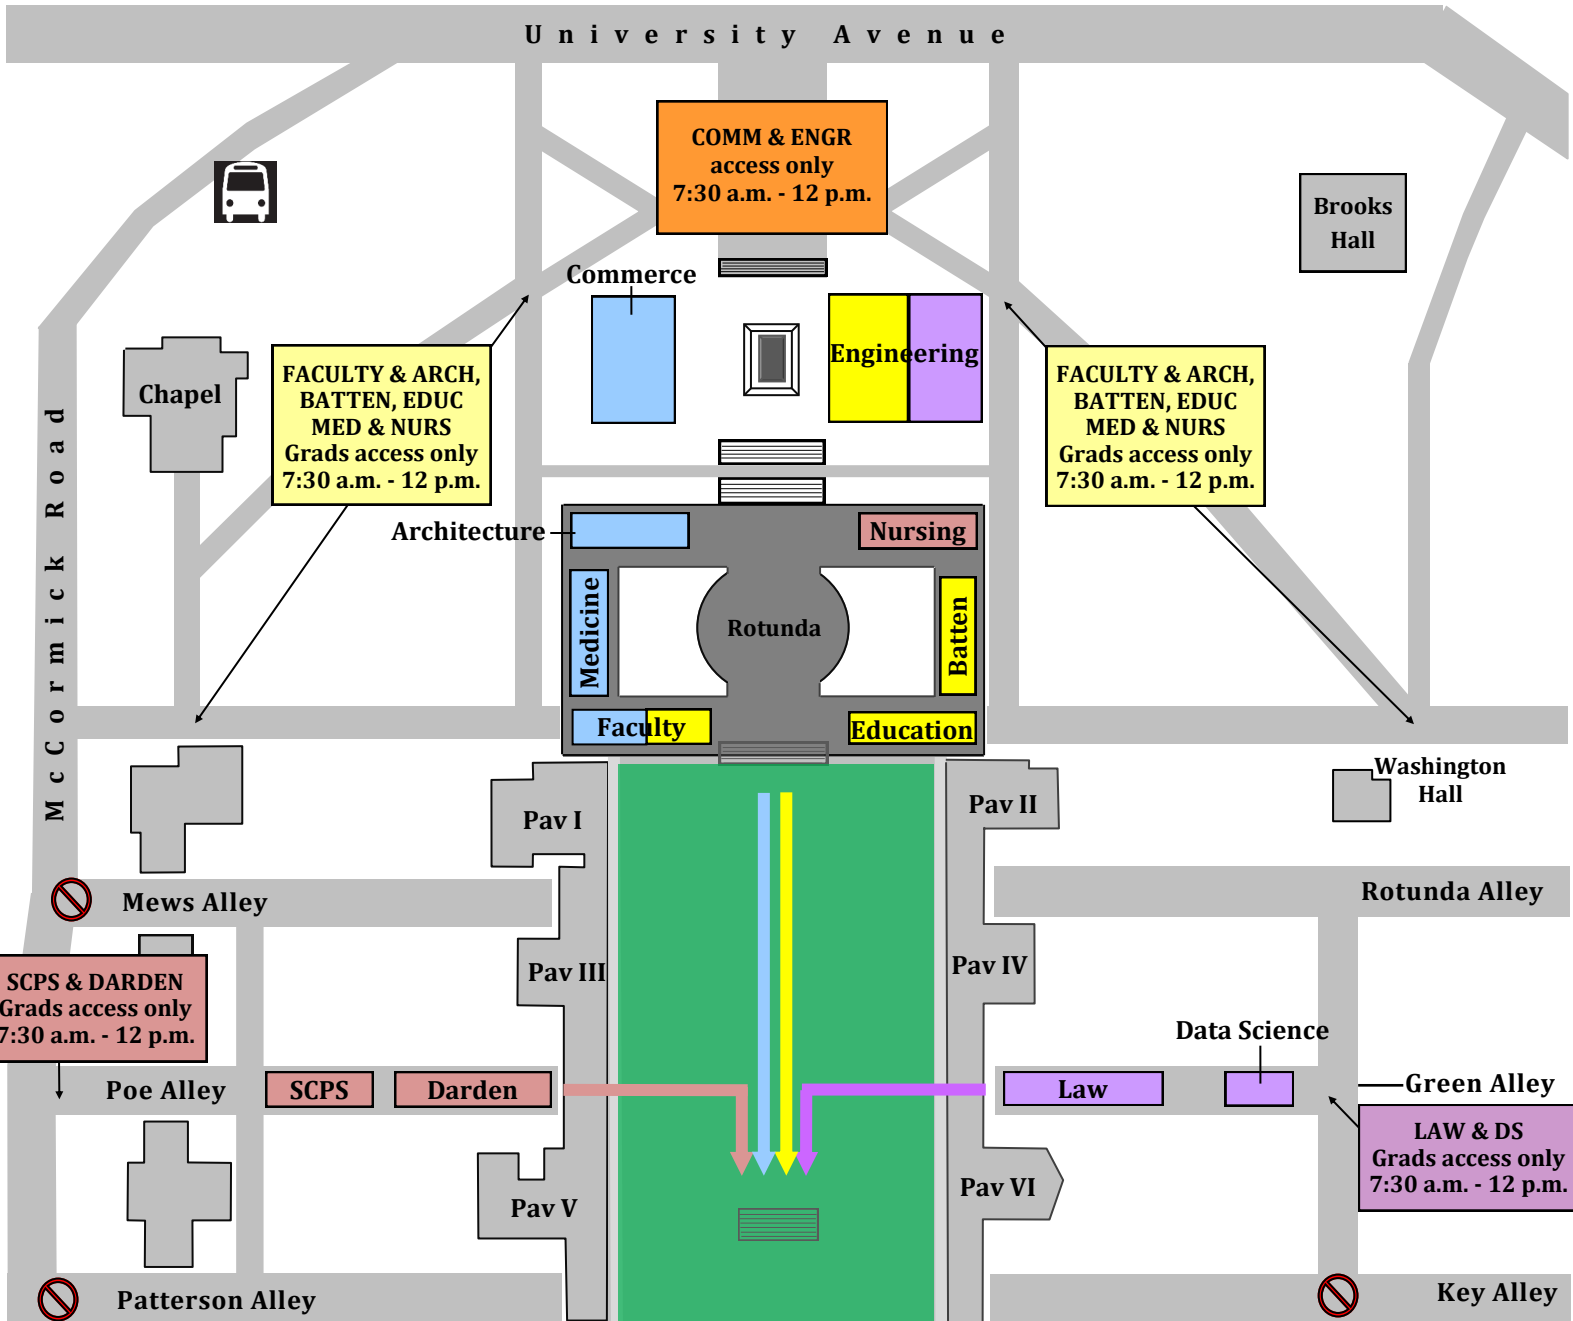 University Avenue
COMM & ENGR
access only
7:30 a.m. - 12 p.m.
Brooks
Hall
Commerce
Engineering
Chapel
FACULTY & ARCH,
BATTEN, EDUC
MED & NURS
Grads access only
7:30 a.m. - 12 p.m.
FACULTY & ARCH,
BATTEN, EDUC
MED & NURS
Grads access only
7:30 a.m. - 12 p.m.
McCormick Road
Architecture
Nursing
Medicine
Rotunda
Batten
Faculty
Education
Washington
Hall
Pav I
Pav II
Mews Alley
Rotunda Alley
Pav III
Pav IV
SCPS & DARDEN
Grads access only
7:30 a.m. - 12 p.m.
Data Science
Poe Alley
SCPS
Darden
Law
Green Alley
LAW & DS
Grads access only
7:30 a.m. - 12 p.m.
Pav V
Pav VI
Patterson Alley
Key Alley